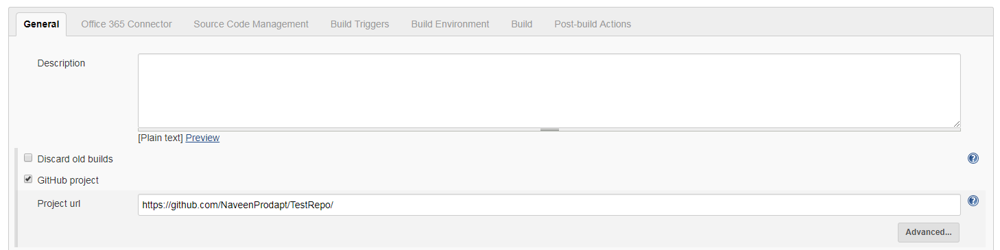 General Office 365 Connector Source Code Management Build Triggers Build Environment Build Post-build Actions
Description
[Plain text] Preview
Discard old builds
GitHub project
Project url https://github.com/NaveenProdapt/TestRepo/
Advanced...